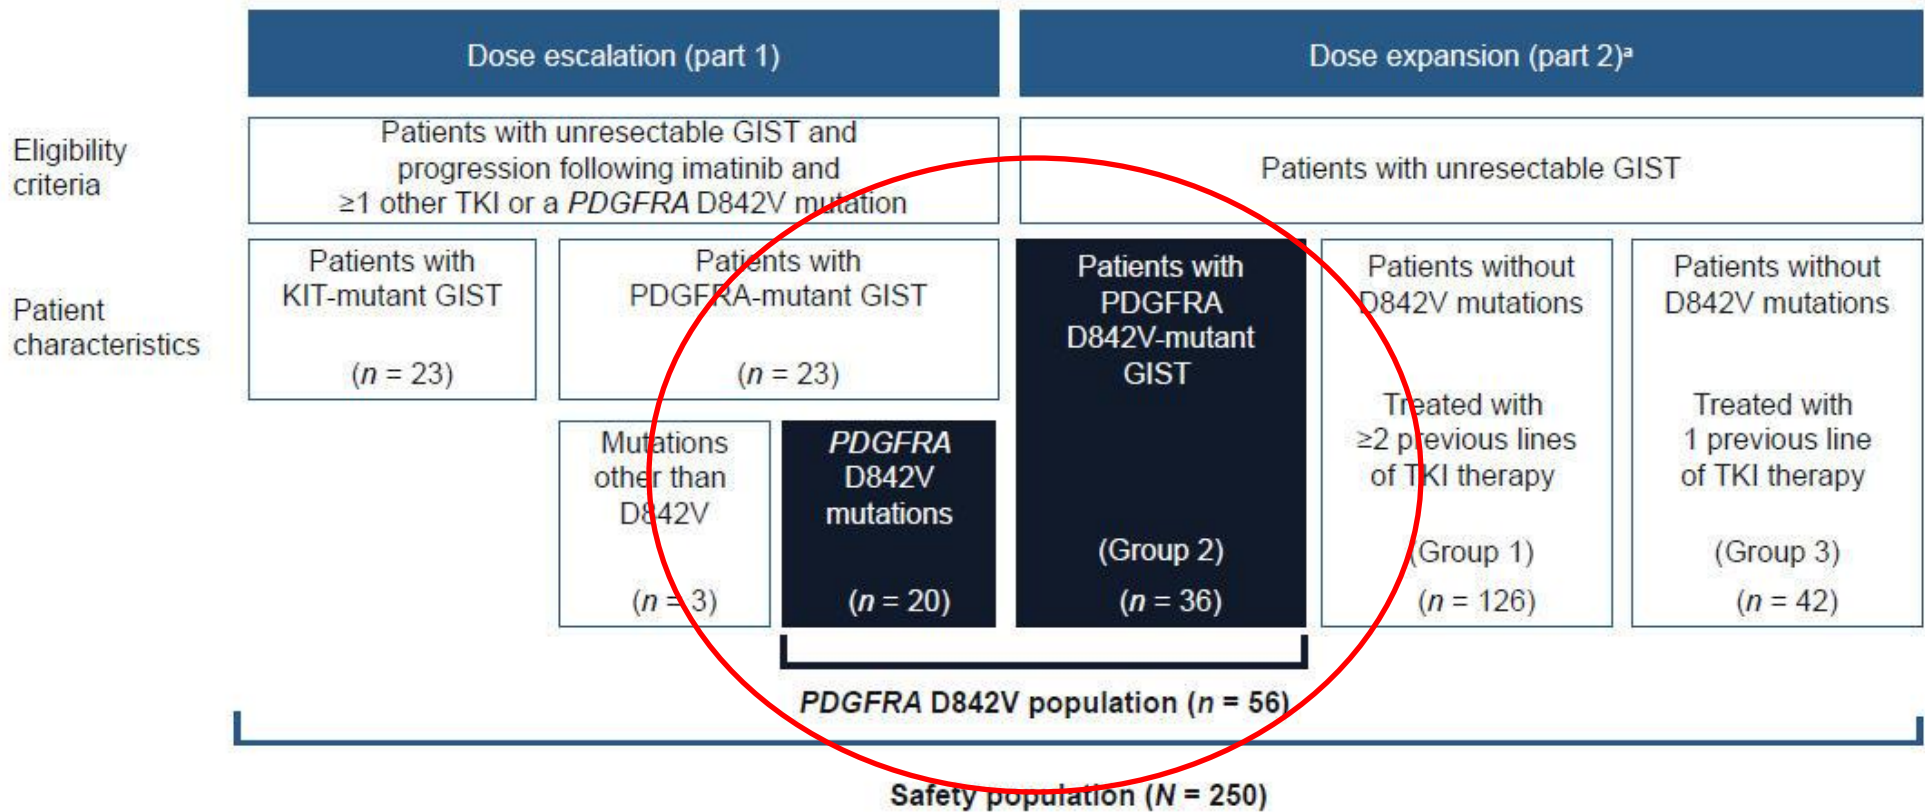 Dose escalation (part 1)
Dose expansion (part 2)ᵃ
Eligibility
criteria
Patients with unresectable GIST and
progression following imatinib and
≥1 other TKI or a PDGFRA D842V mutation
Patients with unresectable GIST
Patient
characteristics
Patients with
KIT-mutant GIST
(n = 23)
Patients with
PDGFRA-mutant GIST
(n = 23)
Mutations
other than
D842V
(n = 3)
PDGFRA
D842V
mutations
(n = 20)
Patients with
PDGFRA
D842V-mutant
GIST
(Group 2)
(n = 36)
Patients without
D842V mutations
Treated with
≥2 previous lines
of TKI therapy
(Group 1)
(n = 126)
Patients without
D842V mutations
Treated with
1 previous line
of TKI therapy
(Group 3)
(n = 42)
PDGFRA D842V population (n = 56)
Safety population (N = 250)